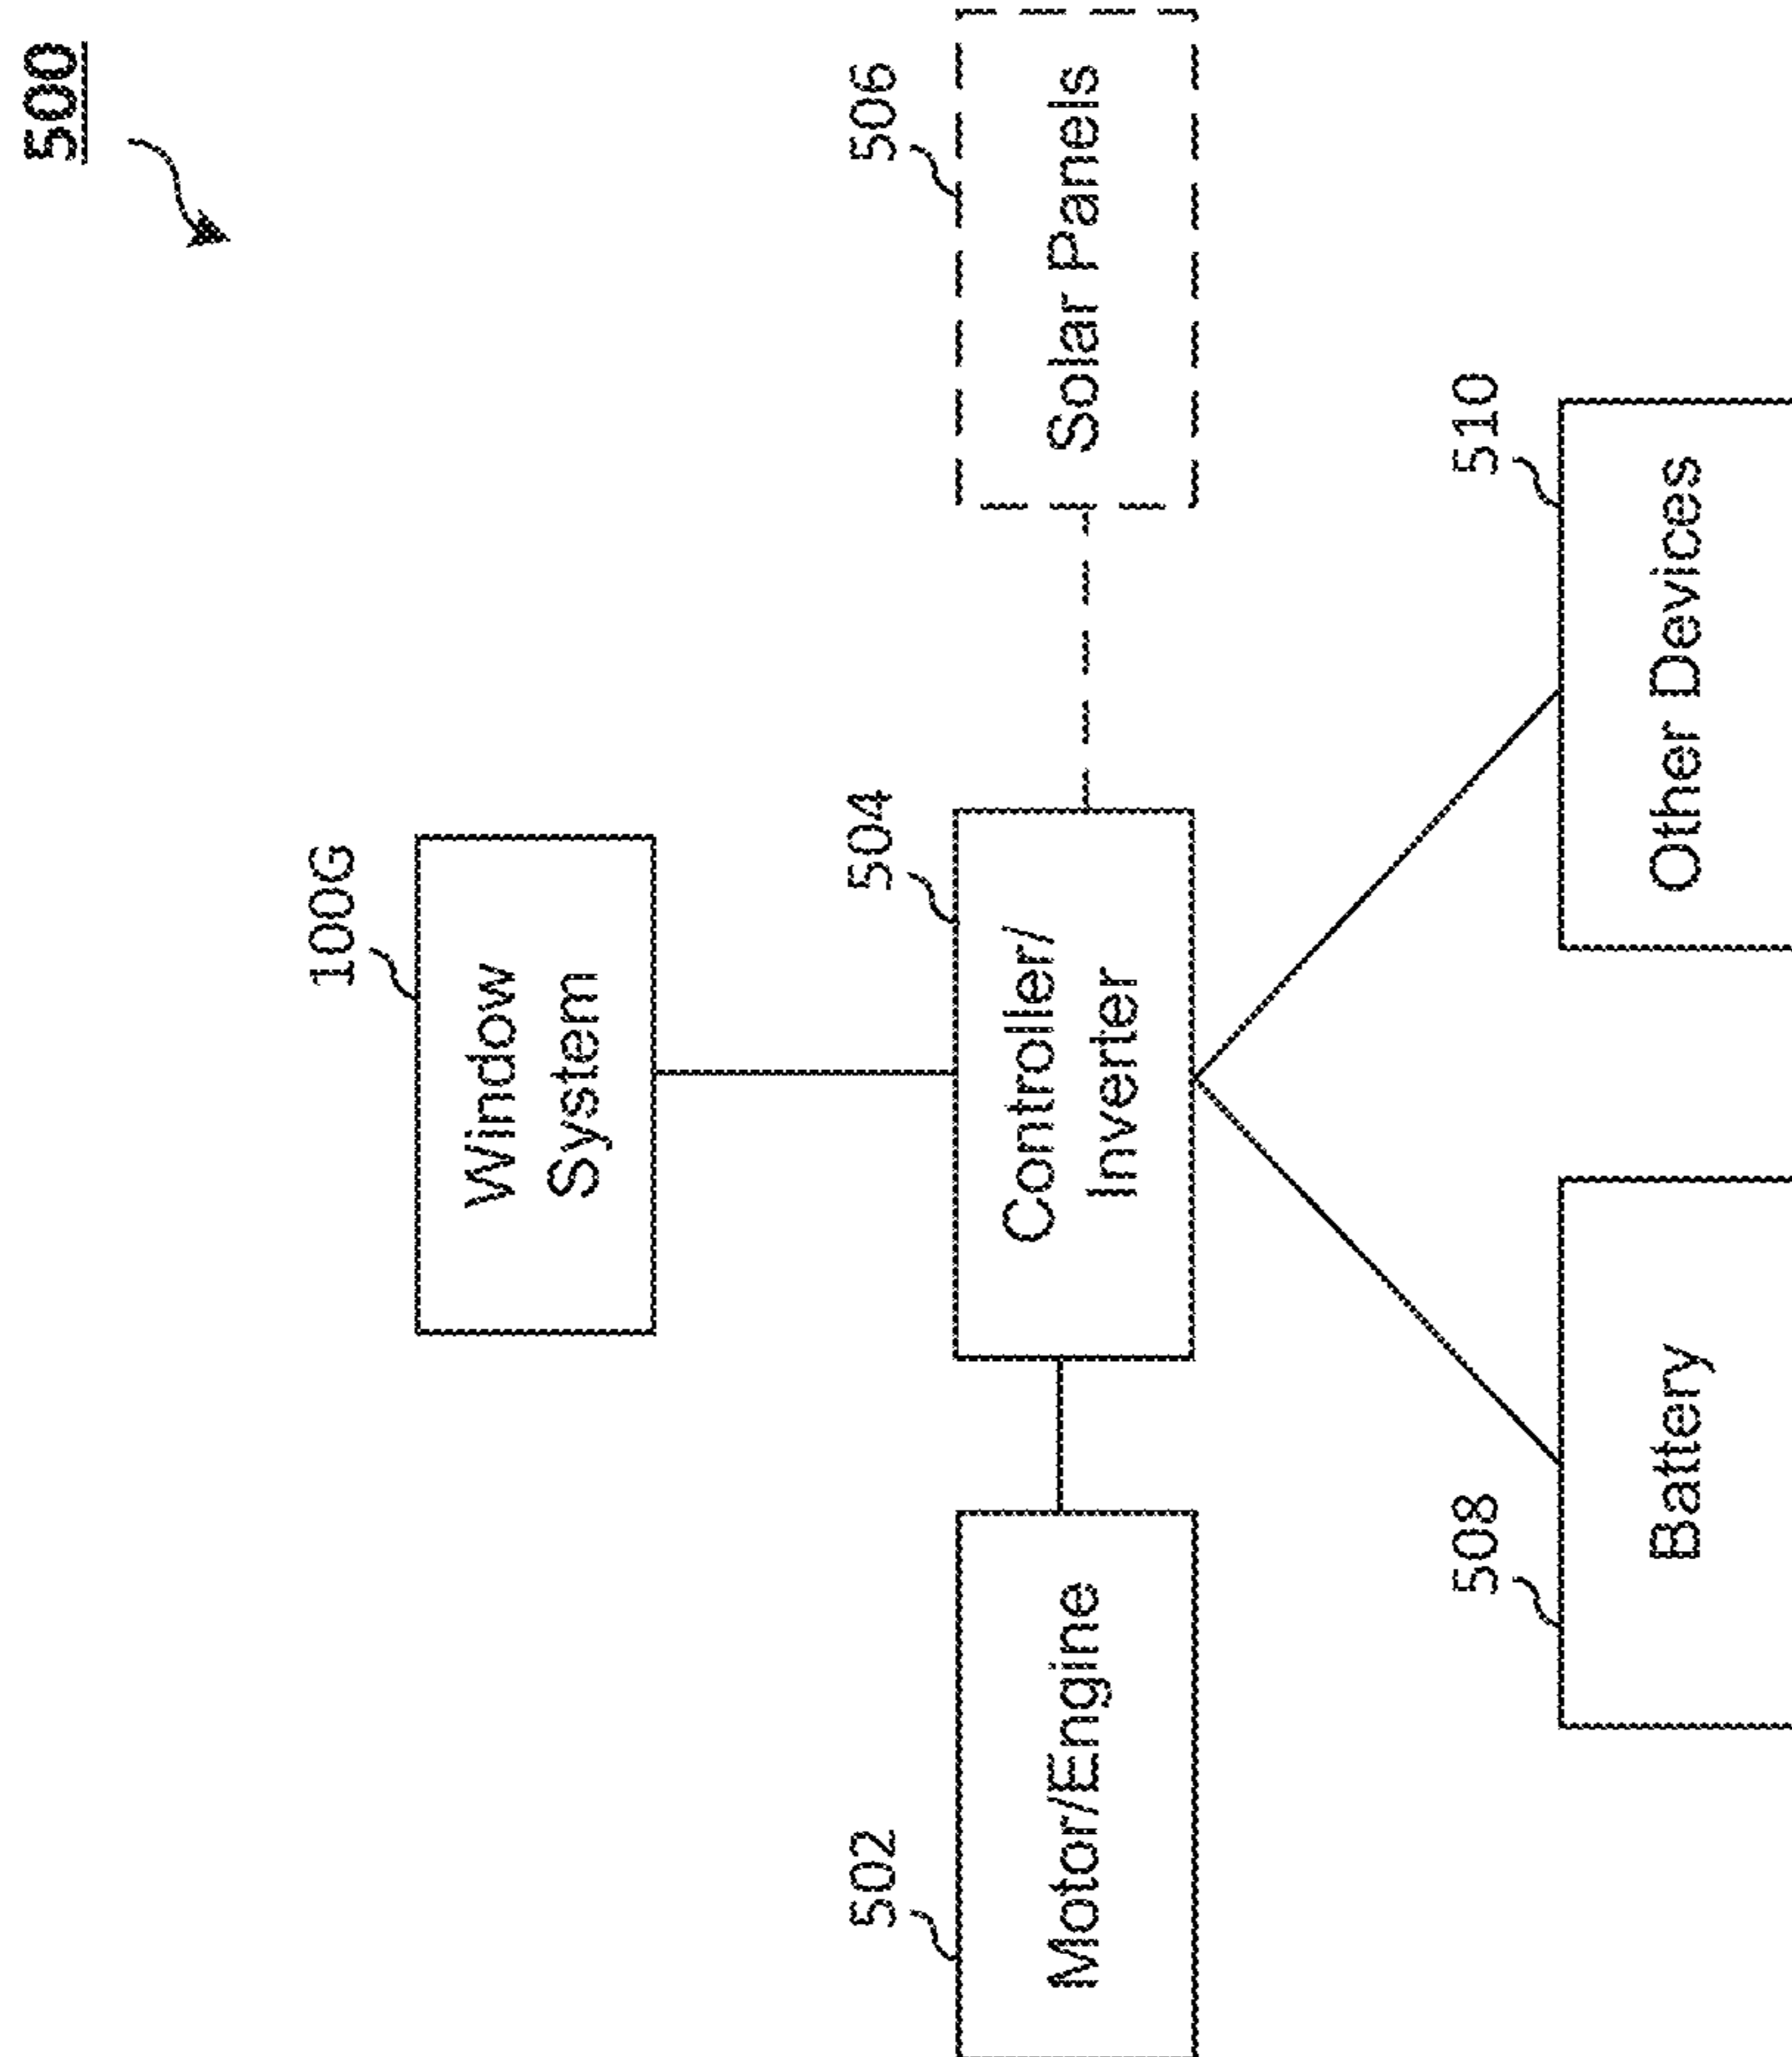 500
100G
Window
System
502
Motor/Engine
504
Controller/
Inverter
506
Solar Panels
508
Battery
510
Other Devices